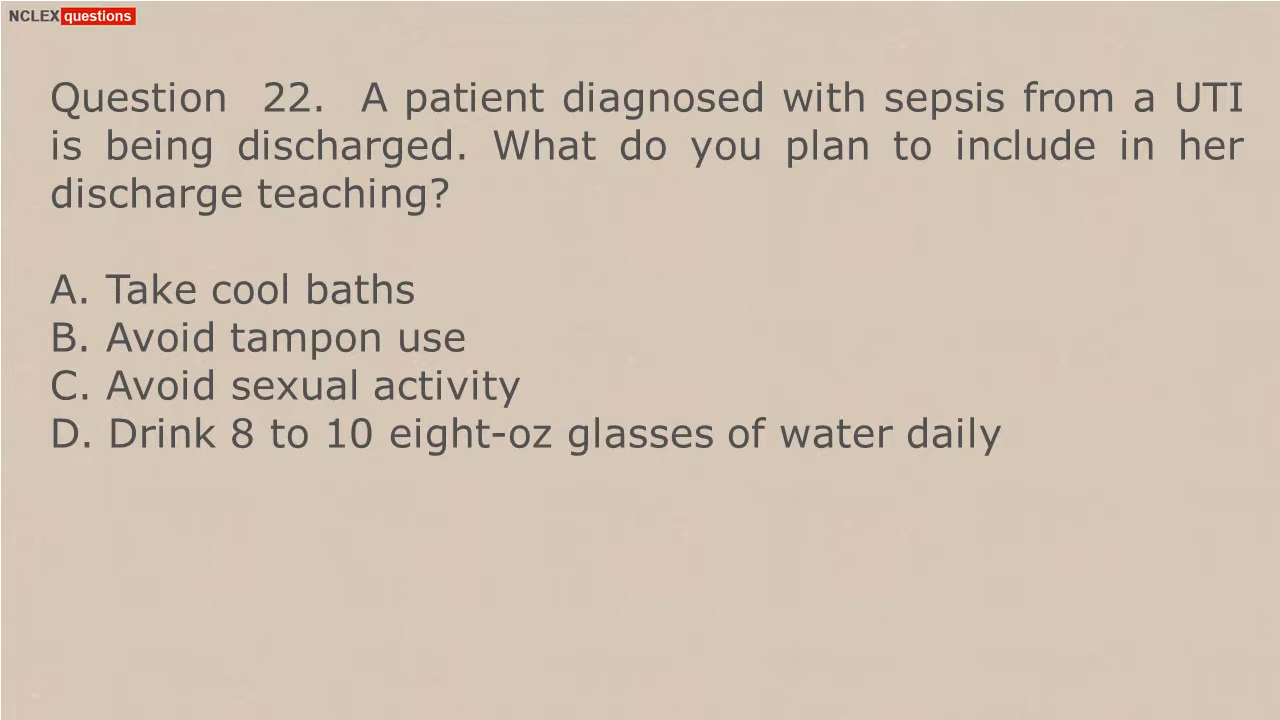 NCLEX questions
Question 22. A patient diagnosed with sepsis from a UTI
is being discharged. What do you plan to include in her
discharge teaching?
A. Take cool baths
B. Avoid tampon use
C. Avoid sexual activity
D. Drink 8 to 10 eight-oz glasses of water daily